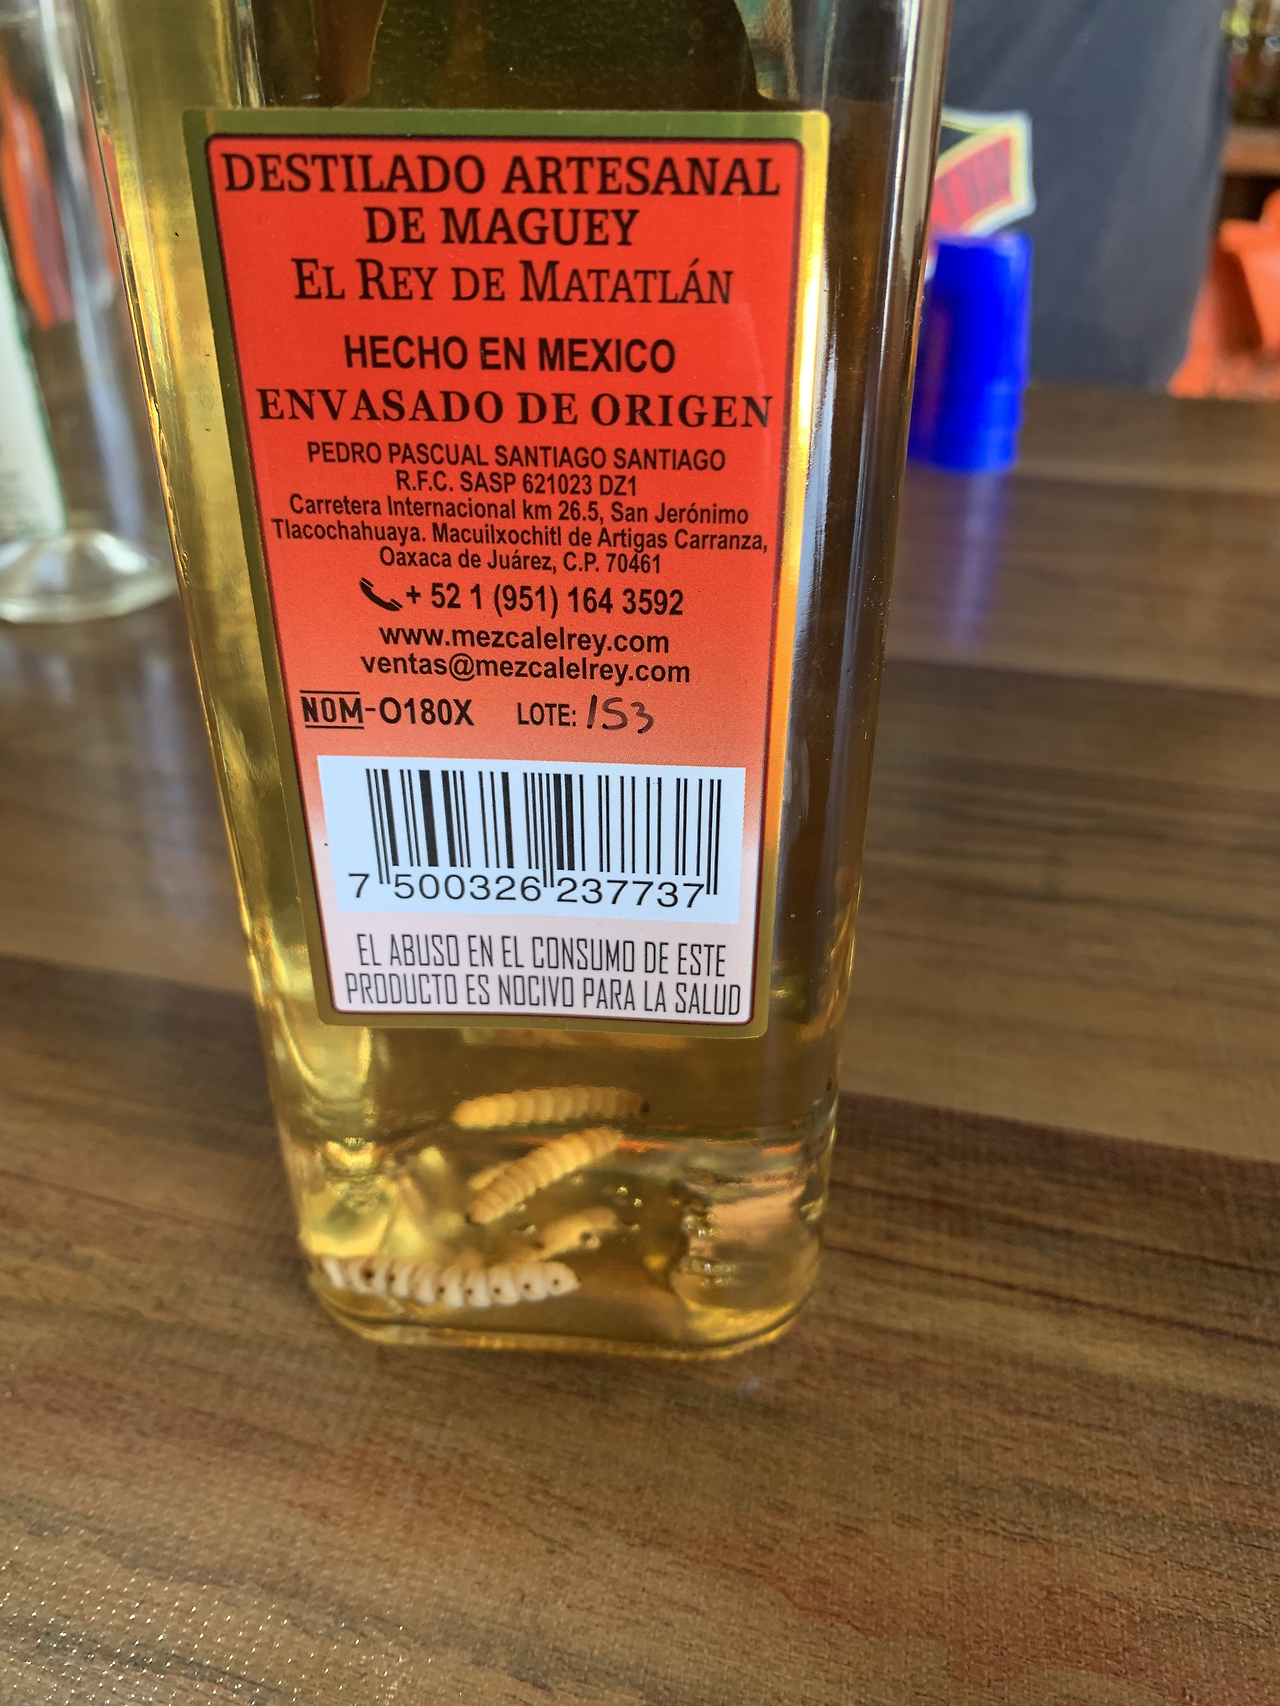 DESTILADO ARTESANAL
DE MAGUEY
EL REY DE MATATLÁN
HECHO EN MEXICO
ENVASADO DE ORIGEN
PEDRO PASCUAL SANTIAGO SANTIAGO
R.F.C. SASP 621023 DZ1
Carretera Internacional km 26.5, San Jerónimo
Tlacochahuaya. Macuilxochitl de Artigas Carranza,
Oaxaca de Juárez, C.P. 70461
+ 52 1 (951) 164 3592
www.mezcalelrey.com
ventas@mezcalelrey.com
NOM-O180X LOTE: 153
7 500326 237737
EL ABUSO EN EL CONSUMO DE ESTE
PRODUCTO ES NOCIVO PARA LA SALUD